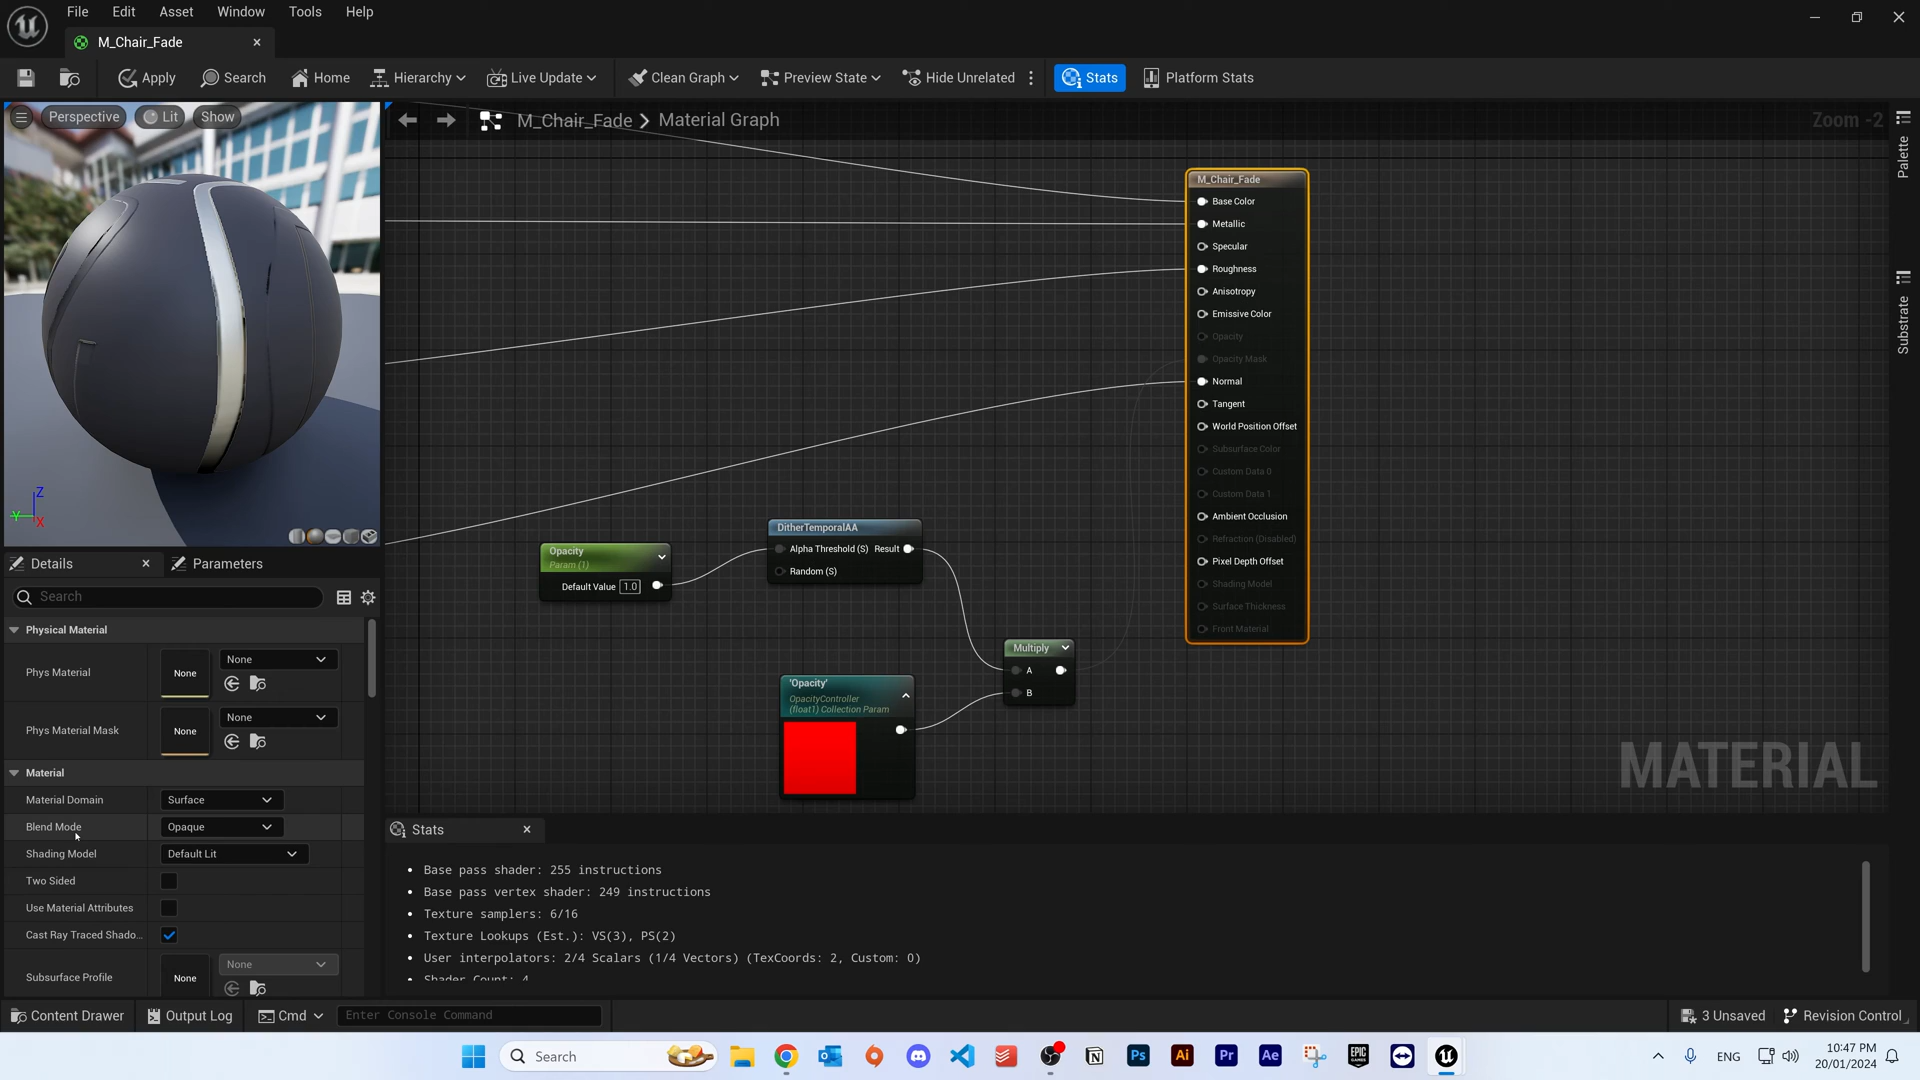 File Edit Asset Window Tools Help
M_Chair_Fade
Apply Search Home Hierarchy Live Update Clean Graph Preview State Hide Unrelated Stats Platform Stats
Perspective Lit Show
M_Chair_Fade > Material Graph
Zoom -2
Palette
Substrate
M_Chair_Fade
Base Color
Metallic
Specular
Roughness
Anisotropy
Emissive Color
Opacity
Opacity Mask
Normal
Tangent
World Position Offset
Subsurface Color
Custom Data 0
Custom Data 1
Ambient Occlusion
Refraction (Disabled)
Pixel Depth Offset
Shading Model
Surface Thickness
Front Material
Z
Y
X
Opacity
Param (1)
Default Value 1.0
DitherTemporalAA
Alpha Threshold (S) Result
Random (S)
Multiply
A
B
'Opacity'
OpacityController
(float1) Collection Param
MATERIAL
Details
Parameters
Search
Physical Material
Phys Material None None
Phys Material Mask None None
Material
Material Domain Surface
Blend Mode Opaque
Shading Model Default Lit
Two Sided
Use Material Attributes
Cast Ray Traced Shado...
Subsurface Profile None None
Stats
• Base pass shader: 255 instructions
• Base pass vertex shader: 249 instructions
• Texture samplers: 6/16
• Texture Lookups (Est.): VS(3), PS(2)
• User interpolators: 2/4 Scalars (1/4 Vectors) (TexCoords: 2, Custom: 0)
• Shader Count: 4
Content Drawer Output Log Cmd Enter Console Command 3 Unsaved Revision Control
Search
Ps Ai Pr Ae
EPIC GAMES
ENG
10:47 PM
20/01/2024